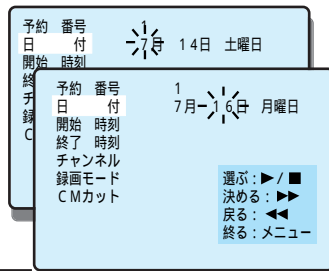 予約 番号 1
日 付 7月 14日 土曜日
開始 時刻
終
チ
録
C
予約 番号 1
日 付 7月 16日 月曜日
開始 時刻
終了 時刻
チャンネル
録画モード
CMカット
選ぶ:▶/■
決める:▶▶
戻る:◀◀
終る:メニュー